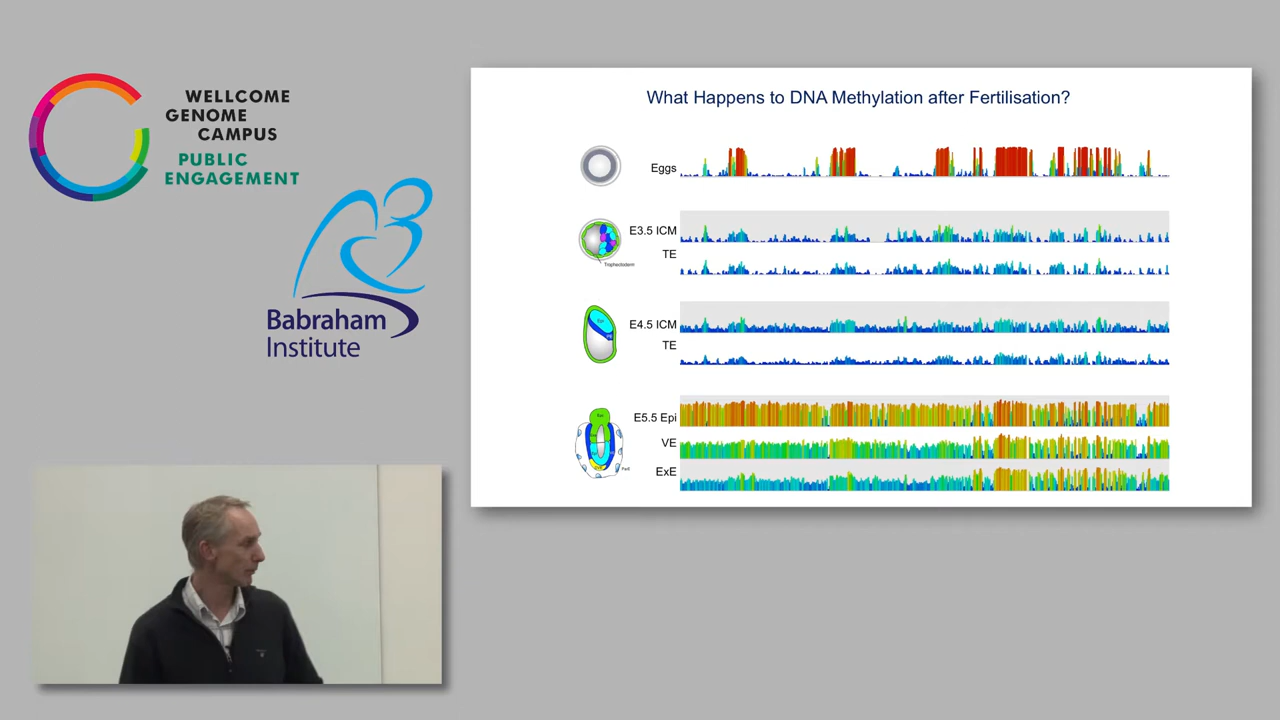 WELLCOME
GENOME
CAMPUS
PUBLIC
ENGAGEMENT
Babraham
Institute
What Happens to DNA Methylation after Fertilisation?
Eggs
E3.5 ICM
TE
Trophectoderm
E4.5 ICM
TE
E5.5 Epi
VE
ExE